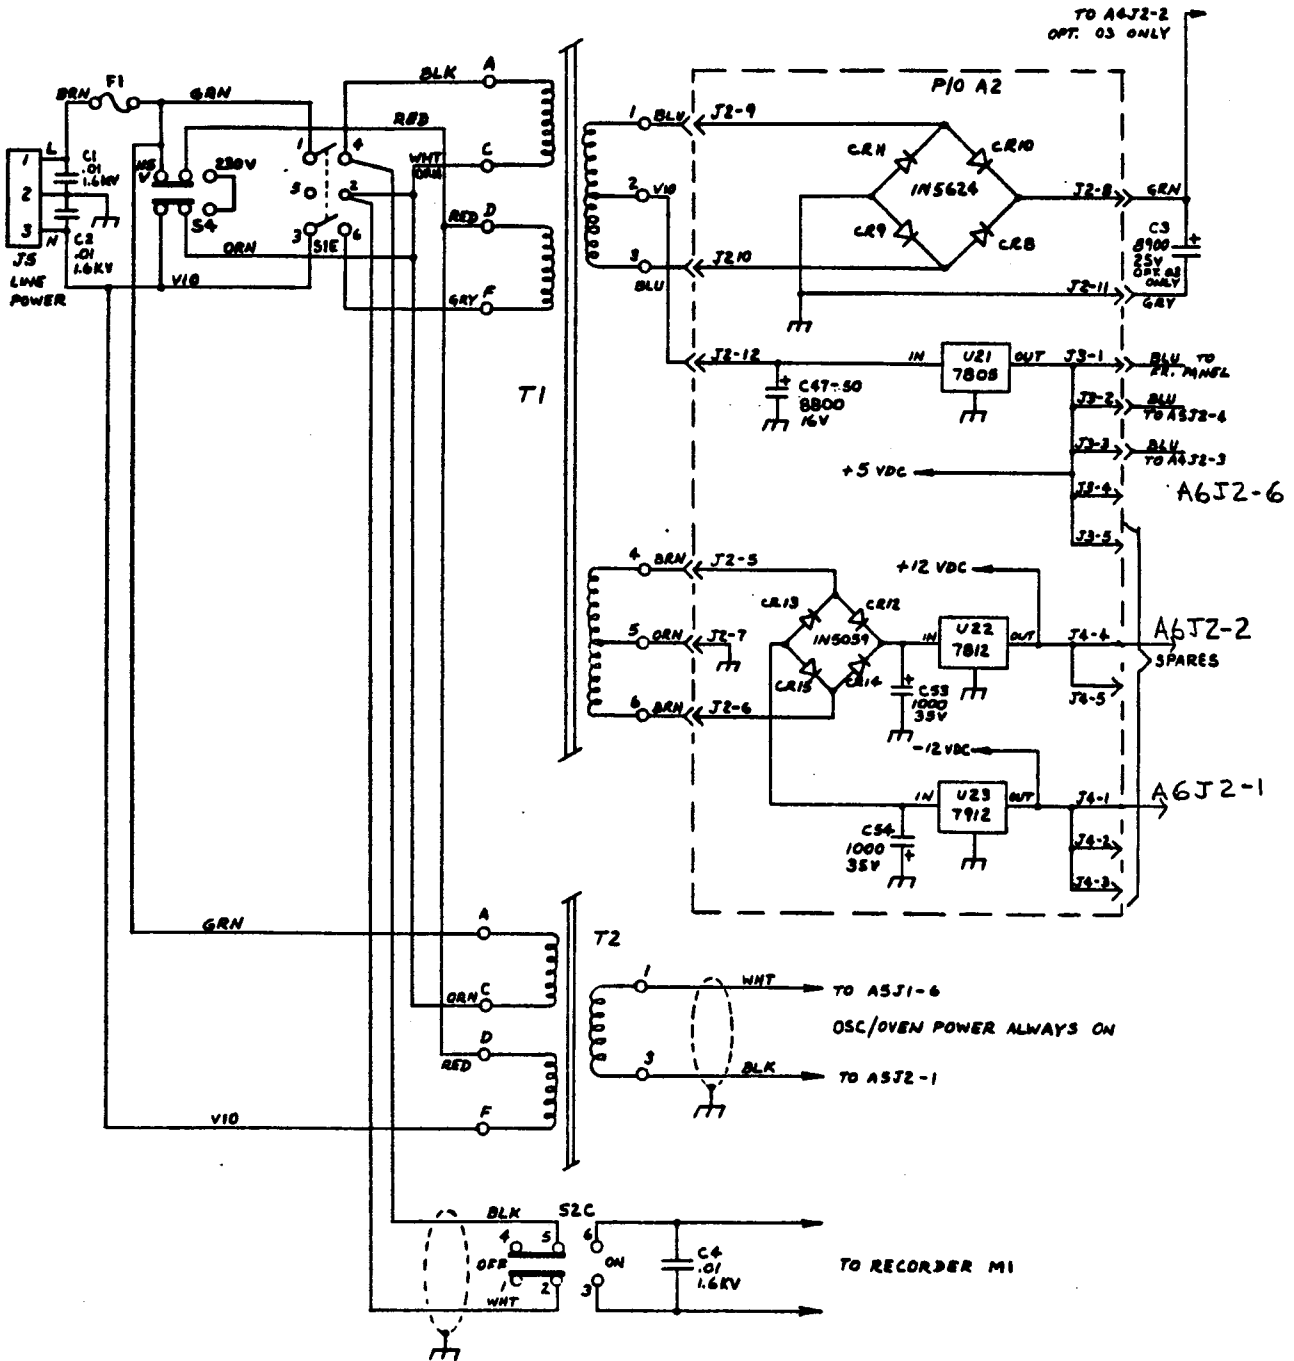 TO A4J2-2
OPT. 03 ONLY
P/O A2
F1
BRN
GRN
BLK
A
RED
1
BLU
J2-9
L
1
C1
.01
1.6KV
2
3
N
C2
.01
1.6KV
J5
LINE
POWER
230V
S4
ORN
VIO
1
4
5
2
3
6
S1E
WHT
C
RED
D
GRY
F
T1
2
VIO
3
BLU
J210
CR11
CR10
1N5624
CR9
CR8
J2-8
GRN
C3
8900
25V
OPT. 03
ONLY
J2-11
GRY
J2-12
IN
U21
7805
OUT
J3-1
BLU TO
FR. PANEL
C47-50
8800
16V
J3-2
BLU
TO A5J2-4
J3-3
BLU
TO A4J2-3
+5 VDC
J3-4
A6J2-6
J3-5
4
BRN
J2-5
+12 VDC
CR13
CR12
1N5059
CR15
CR14
5
ORN
J2-7
IN
U22
7812
OUT
J4-4
A6J2-2
SPARES
J4-5
C53
1000
35V
6
BRN
J2-6
-12 VDC
IN
U23
7912
OUT
J4-1
A6J2-1
C54
1000
35V
J4-2
J4-3
GRN
A
T2
1
WHT
TO A5J1-6
ORN
C
OSC/OVEN POWER ALWAYS ON
D
RED
3
BLK
TO A5J2-1
VIO
F
BLK
S2C
4
5
6
OFF
ON
1
2
3
WHT
C4
.01
1.6KV
TO RECORDER M1